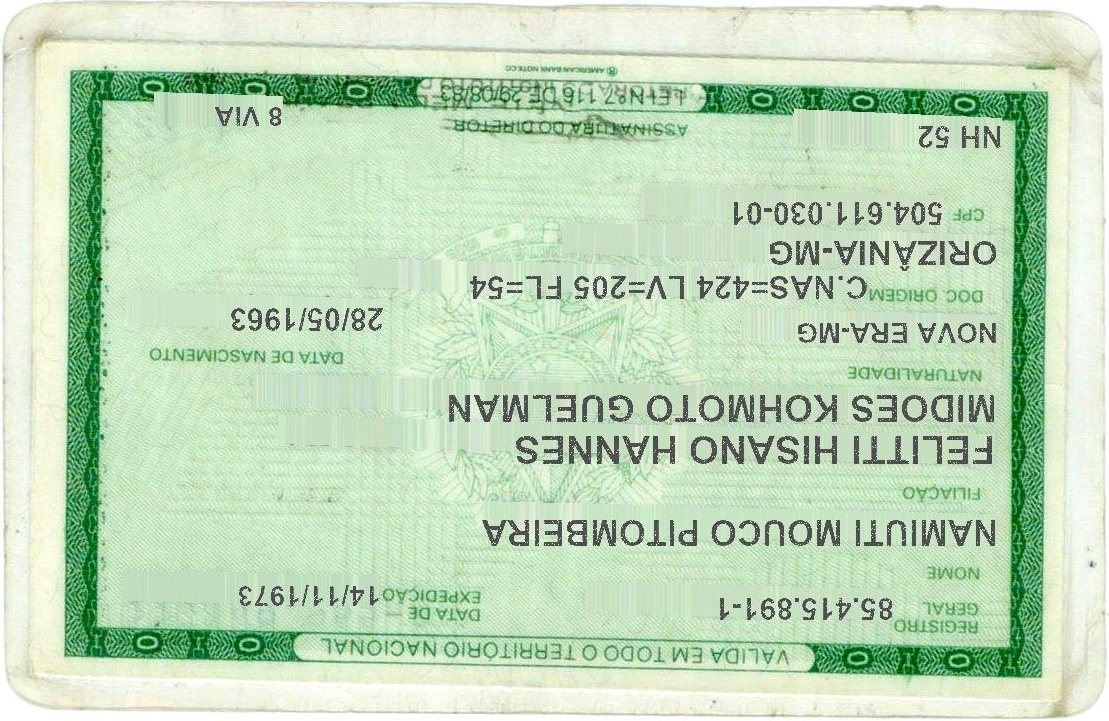 VALIDA EM TODO O TERRITÓRIO NACIONAL
REGISTRO GERAL 85.415.891-1 DATA DE EXPEDIÇÃO 14/11/1973
NOME
NAMIUTI MOUCO PITOMBEIRA
FILIAÇÃO
FELITTI HISANO HANNES
MIDOES KOHMOTO GUELMAN
NATURALIDADE DATA DE NASCIMENTO
NOVA ERA-MG 28/05/1963
DOC ORIGEM C.NAS=424 LV=205 FL=54
ORIZÂNIA-MG
CPF 504.611.030-01
NH 52 8 VIA
ASSINATURA DO DIRETOR
LEI Nº 7.116 DE 29/08/83
AMERICAN BANK NOTE CO